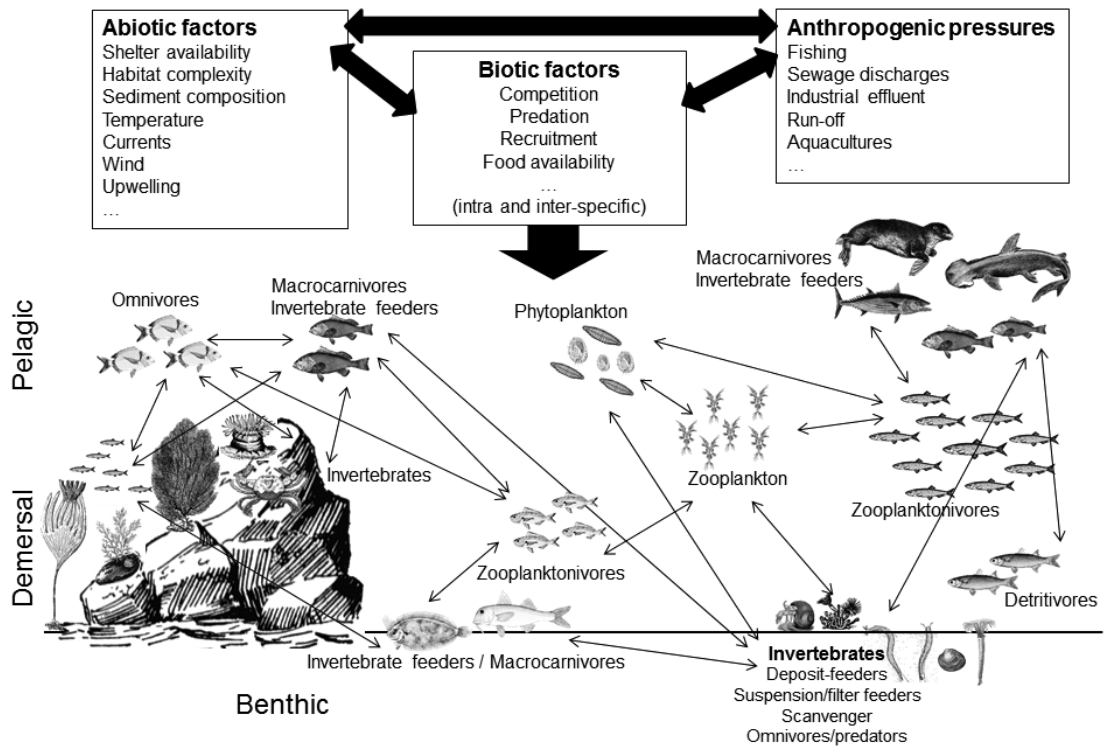 Abiotic factors
Shelter availability
Habitat complexity
Sediment composition
Temperature
Currents
Wind
Upwelling
…
Biotic factors
Competition
Predation
Recruitment
Food availability
…
(intra and inter-specific)
Anthropogenic pressures
Fishing
Sewage discharges
Industrial effluent
Run-off
Aquacultures
…
Pelagic
Omnivores
Macrocarnivores
Invertebrate feeders
Phytoplankton
Macrocarnivores
Invertebrate feeders
Demersal
Invertebrates
Zooplankton
Zooplanktonivores
Zooplanktonivores
Detritivores
Invertebrate feeders / Macrocarnivores
Invertebrates
Deposit-feeders
Suspension/filter feeders
Scanvenger
Omnivores/predators
Benthic